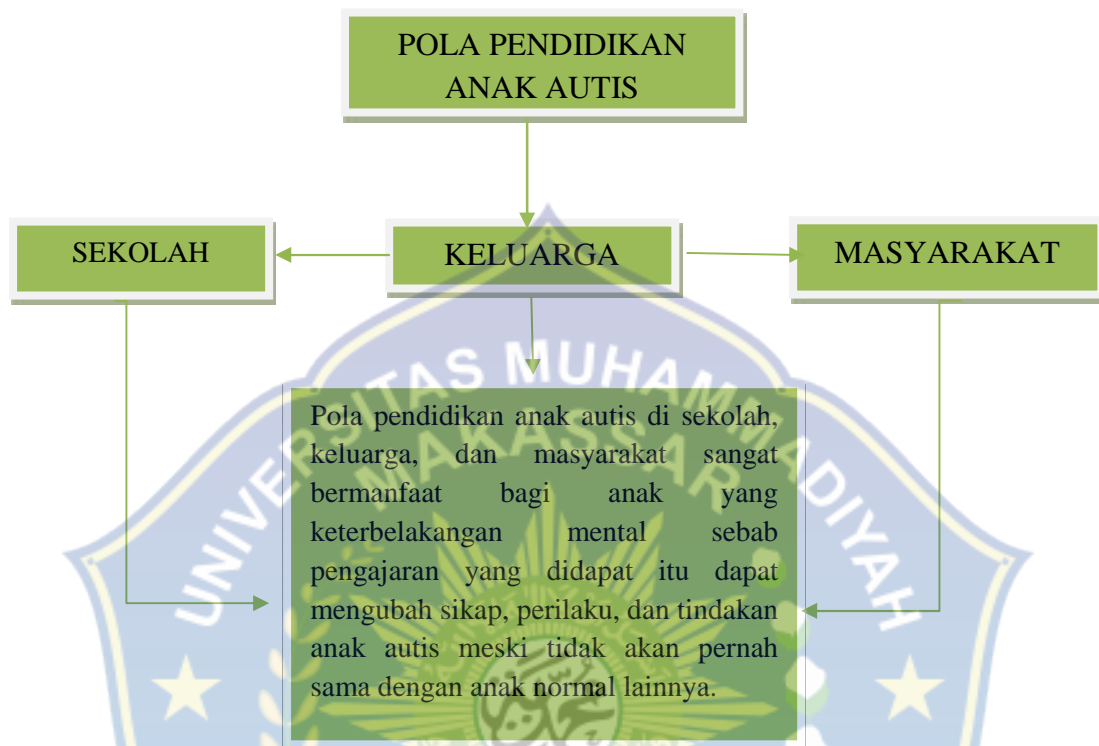 POLA PENDIDIKAN
ANAK AUTIS
SEKOLAH
KELUARGA
MASYARAKAT
UNIVERSITAS MUHAMMADIYAH
MAKASSAR
Pola pendidikan anak autis di sekolah,
keluarga, dan masyarakat sangat
bermanfaat bagi anak yang
keterbelakangan mental sebab
pengajaran yang didapat itu dapat
mengubah sikap, perilaku, dan tindakan
anak autis meski tidak akan pernah
sama dengan anak normal lainnya.